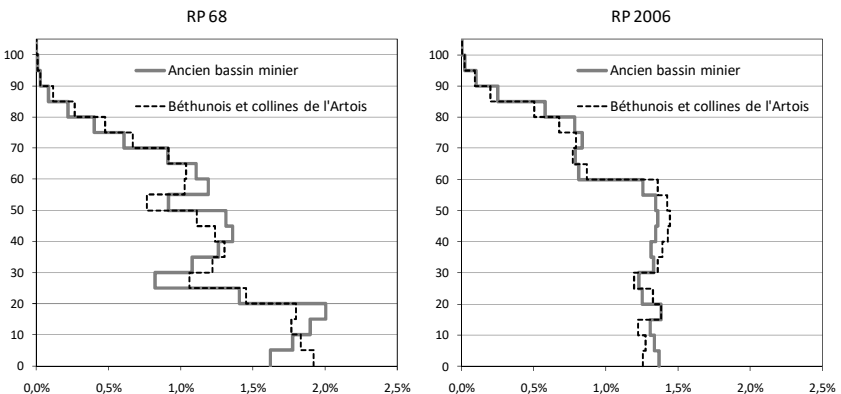 RP 68
100
90
80
70
60
50
40
30
20
10
0
Ancien bassin minier
Béthunois et collines de l'Artois
0,0% 0,5% 1,0% 1,5% 2,0% 2,5%
RP 2006
100
90
80
70
60
50
40
30
20
10
0
Ancien bassin minier
Béthunois et collines de l'Artois
0,0% 0,5% 1,0% 1,5% 2,0% 2,5%